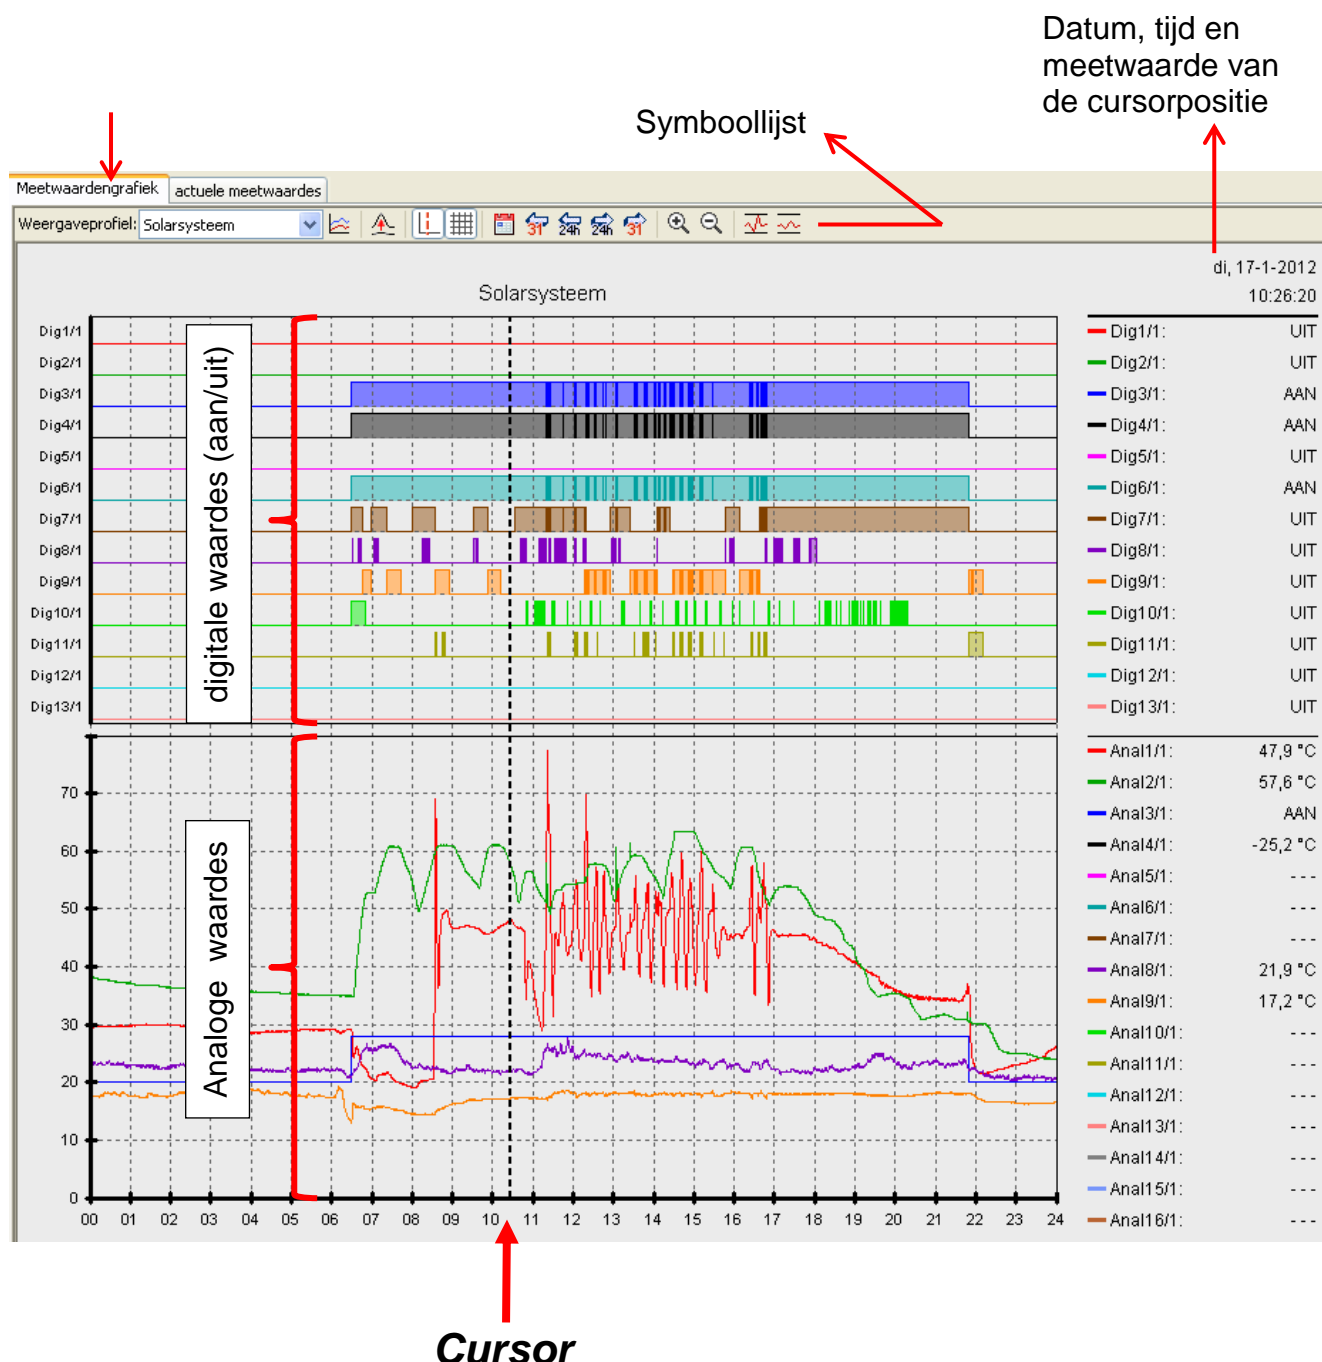 Datum, tijd en
meetwaarde van
de cursorpositie
Symboollijst
Meetwaardengrafiek
actuele meetwaardes
Weergaveprofiel: Solarsysteem
31 24h 24h 31
di, 17-1-2012
Solarsysteem
10:26:20
digitale waardes (aan/uit)
Dig1/1
Dig2/1
Dig3/1
Dig4/1
Dig5/1
Dig6/1
Dig7/1
Dig8/1
Dig9/1
Dig10/1
Dig11/1
Dig12/1
Dig13/1
Dig1/1: UIT
Dig2/1: UIT
Dig3/1: AAN
Dig4/1: AAN
Dig5/1: UIT
Dig6/1: AAN
Dig7/1: UIT
Dig8/1: UIT
Dig9/1: UIT
Dig10/1: UIT
Dig11/1: UIT
Dig12/1: UIT
Dig13/1: UIT
Analoge waardes
70
60
50
40
30
20
10
0
00 01 02 03 04 05 06 07 08 09 10 11 12 13 14 15 16 17 18 19 20 21 22 23 24
Anal1/1: 47,9 °C
Anal2/1: 57,6 °C
Anal3/1: AAN
Anal4/1: -25,2 °C
Anal5/1: - - -
Anal6/1: - - -
Anal7/1: - - -
Anal8/1: 21,9 °C
Anal9/1: 17,2 °C
Anal10/1: - - -
Anal11/1: - - -
Anal12/1: - - -
Anal13/1: - - -
Anal14/1: - - -
Anal15/1: - - -
Anal16/1: - - -
Cursor